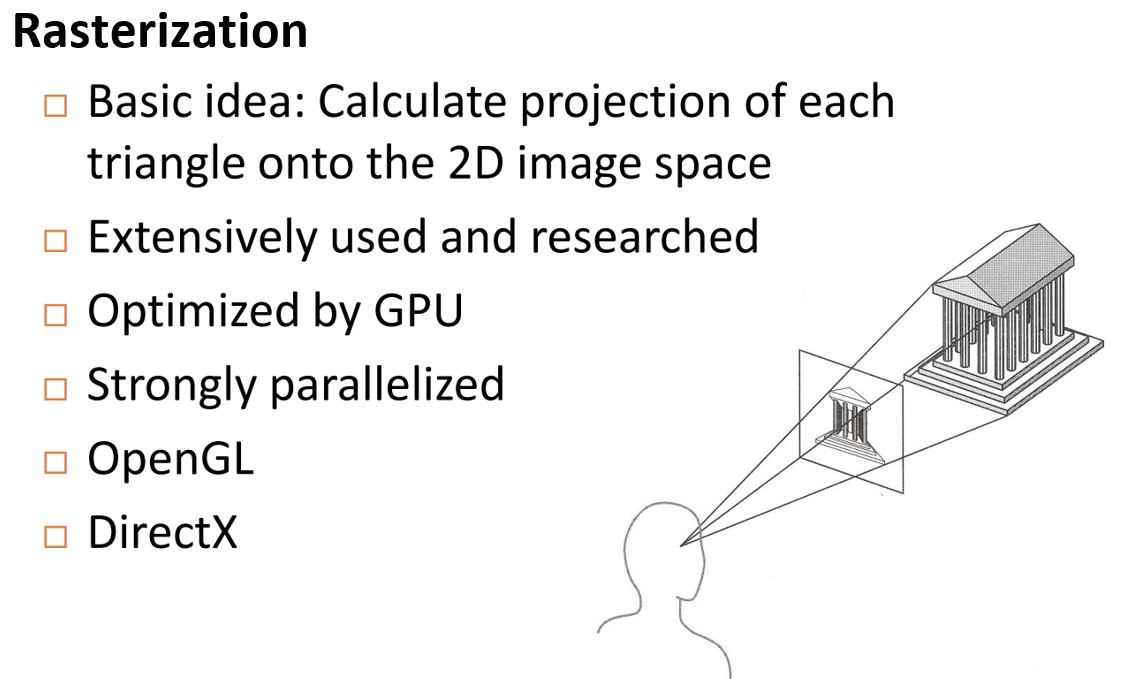 Rasterization
Basic idea: Calculate projection of each
triangle onto the 2D image space
Extensively used and researched
Optimized by GPU
Strongly parallelized
OpenGL
DirectX